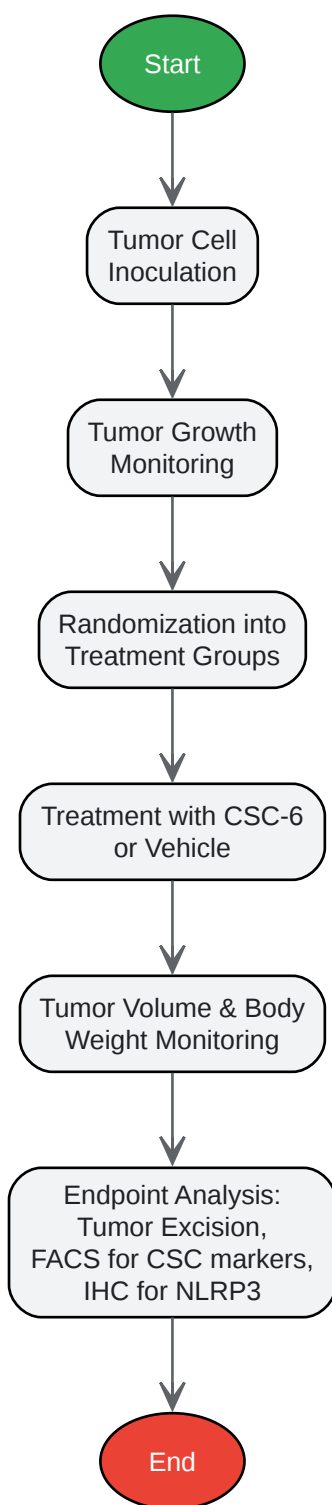 Start
Tumor Cell
Inoculation
Tumor Growth
Monitoring
Randomization into
Treatment Groups
Treatment with CSC-6
or Vehicle
Tumor Volume & Body
Weight Monitoring
Endpoint Analysis:
Tumor Excision,
FACS for CSC markers,
IHC for NLRP3
End